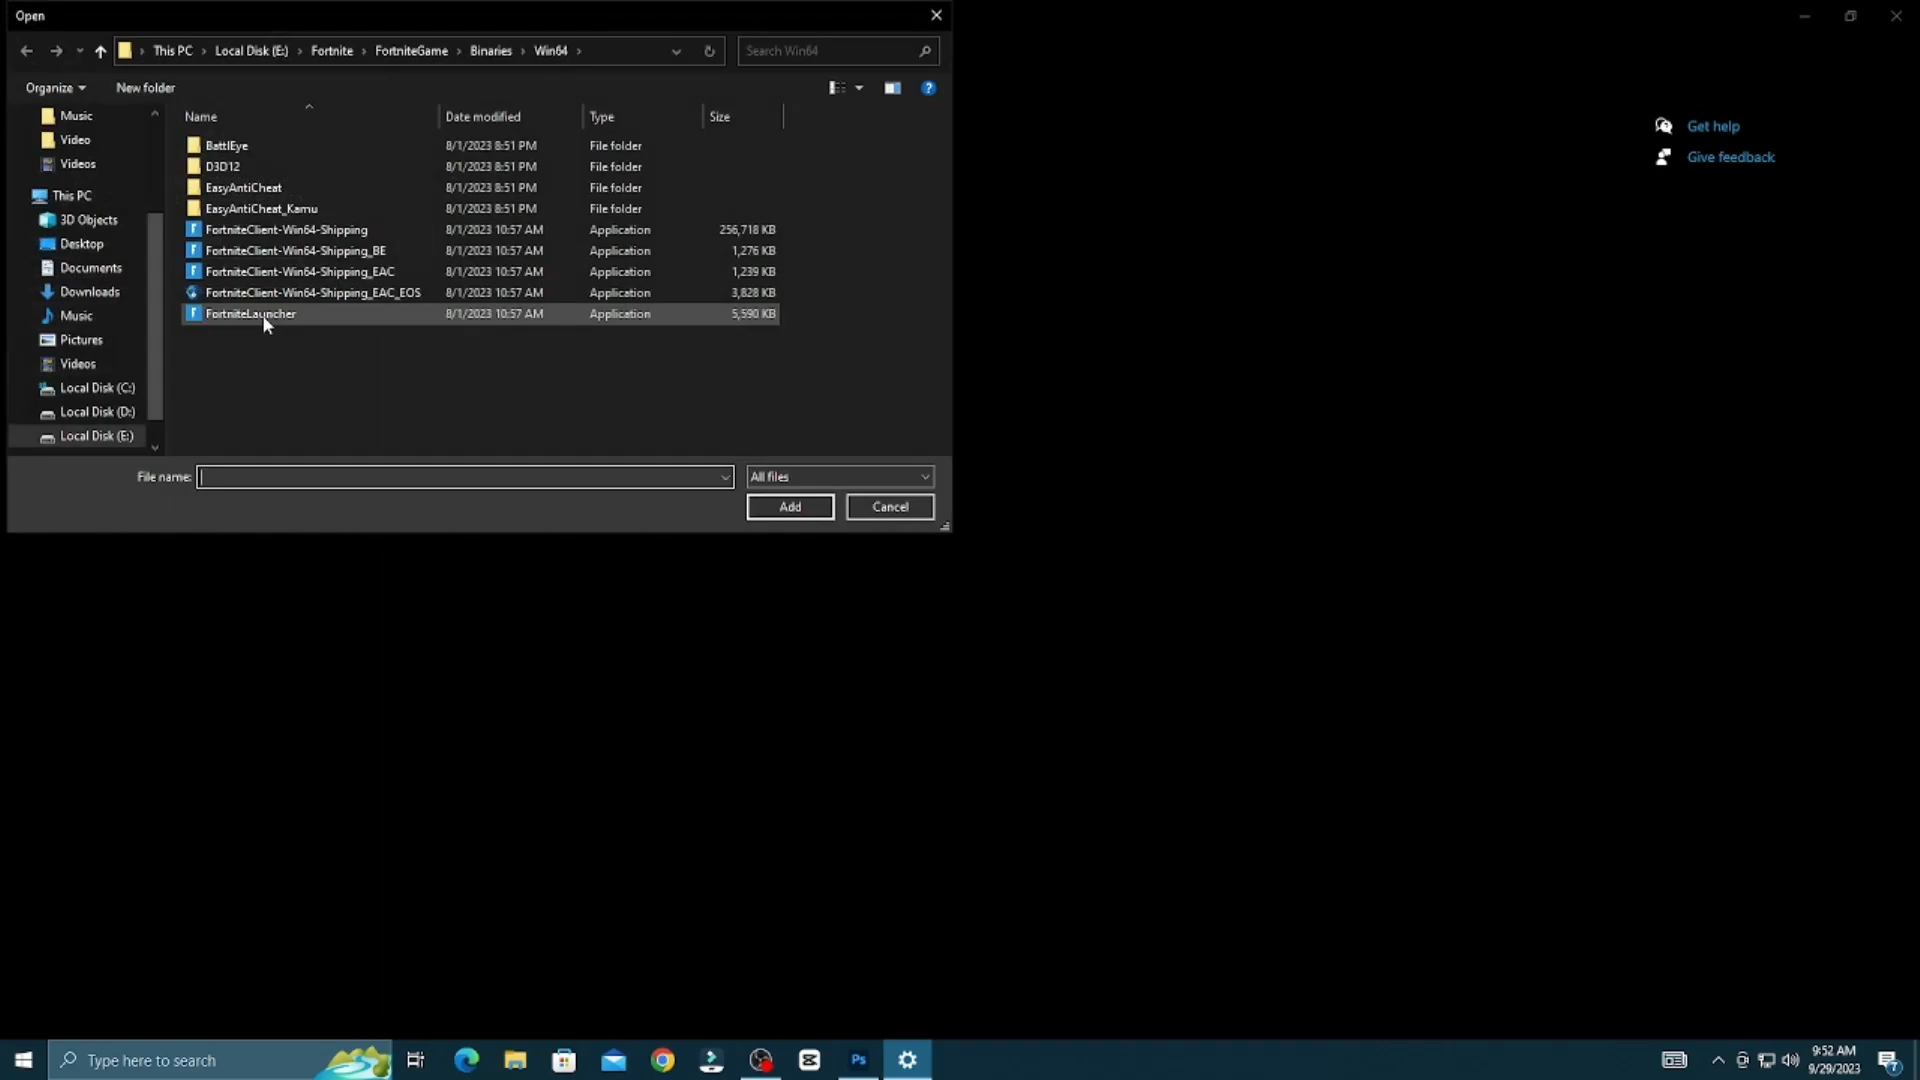 Open
This PC > Local Disk (E:) > Fortnite > FortniteGame > Binaries > Win64 >
Search Win64
Organize
New folder
Music
Video
Videos
This PC
3D Objects
Desktop
Documents
Downloads
Music
Pictures
Videos
Local Disk (C:)
Local Disk (D:)
Local Disk (E:)
Name Date modified Type Size
BattlEye 8/1/2023 8:51 PM File folder
D3D12 8/1/2023 8:51 PM File folder
EasyAntiCheat 8/1/2023 8:51 PM File folder
EasyAntiCheat_Kamu 8/1/2023 8:51 PM File folder
FortniteClient-Win64-Shipping 8/1/2023 10:57 AM Application 256,718 KB
FortniteClient-Win64-Shipping_BE 8/1/2023 10:57 AM Application 1,276 KB
FortniteClient-Win64-Shipping_EAC 8/1/2023 10:57 AM Application 1,239 KB
FortniteClient-Win64-Shipping_EAC_EOS 8/1/2023 10:57 AM Application 3,828 KB
FortniteLauncher 8/1/2023 10:57 AM Application 5,590 KB
File name:
All files
Add
Cancel
Get help
Give feedback
Type here to search
Ps
9:52 AM
9/29/2023
7